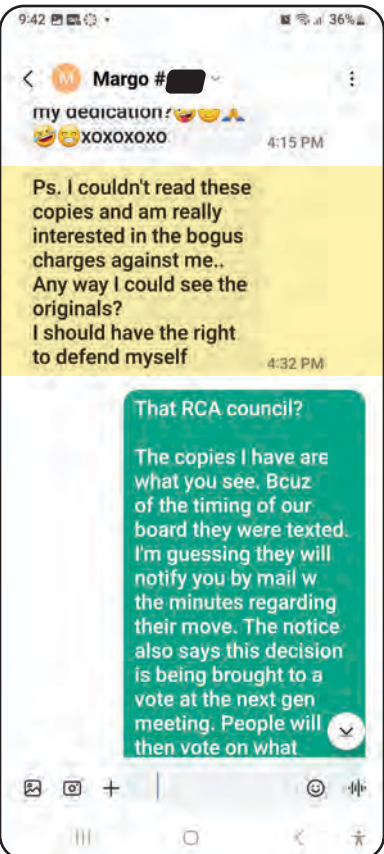 9:42
36%
M Margo #
my dedication?🤪😊🙏
🤣😁xoxoxoxo
4:15 PM
Ps. I couldn't read these
copies and am really
interested in the bogus
charges against me..
Any way I could see the
originals?
I should have the right
to defend myself
4:32 PM
That RCA council?
The copies I have are
what you see. Bcuz
of the timing of our
board they were texted.
I'm guessing they will
notify you by mail w
the minutes regarding
their move. The notice
also says this decision
is being brought to a
vote at the next gen
meeting. People will
then vote on what